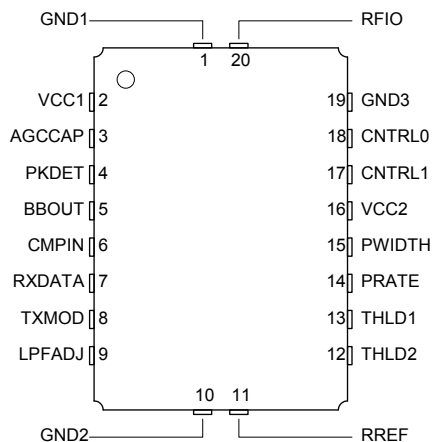 GND1 RFIO
1 20
VCC1 2 19 GND3
AGCCAP 3 18 CNTRL0
PKDET 4 17 CNTRL1
BBOUT 5 16 VCC2
CMPIN 6 15 PWIDTH
RXDATA 7 14 PRATE
TXMOD 8 13 THLD1
LPFADJ 9 12 THLD2
10 11
GND2 RREF